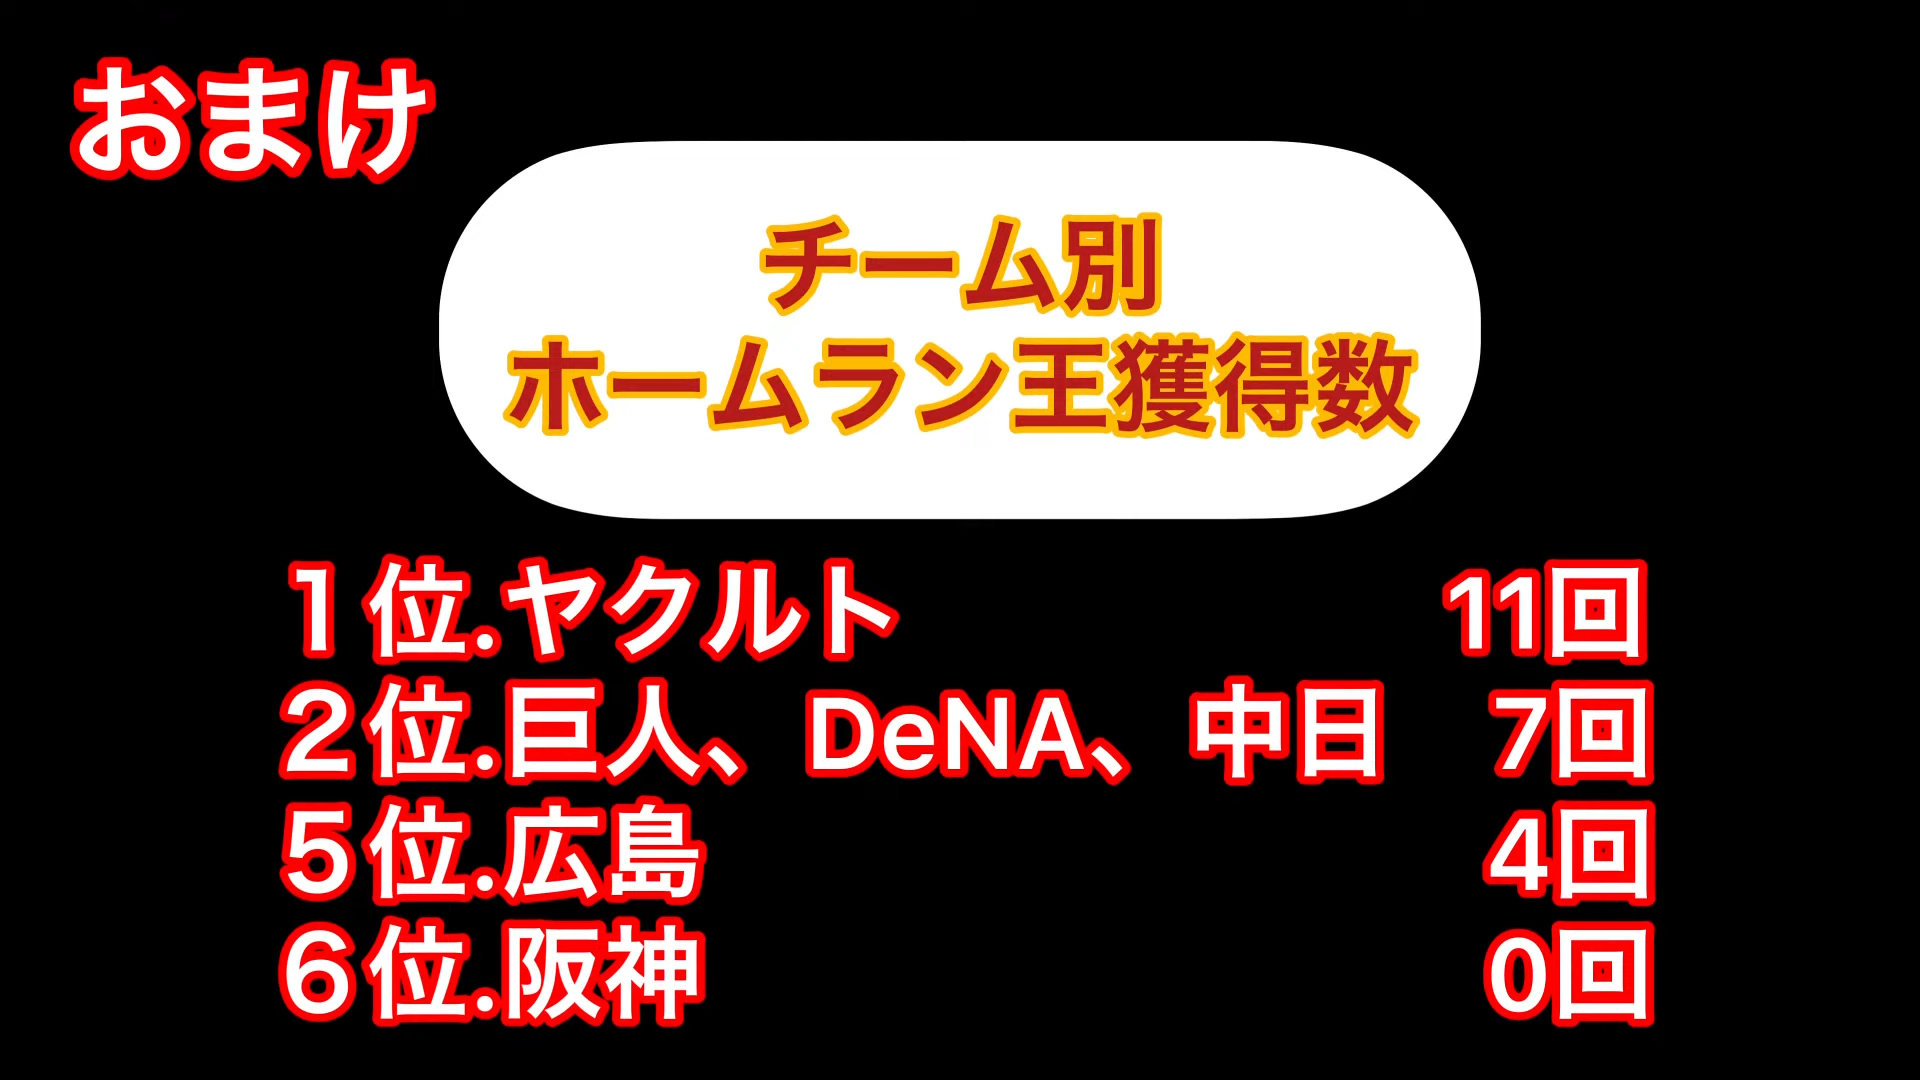 おまけ
チーム別
ホームラン王獲得数
１位.ヤクルト 11回
２位.巨人、DeNA、中日 7回
５位.広島 4回
６位.阪神 0回